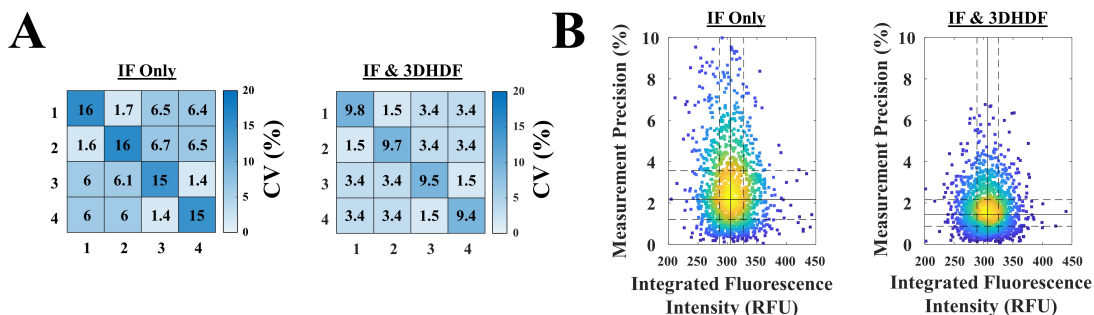 A
IF Only
1 16 1.7 6.5 6.4
2 1.6 16 6.7 6.5
3 6 6.1 15 1.4
4 6 6 1.4 15
1 2 3 4
20
15
10
5
0
CV (%)
IF & 3DHDF
1 9.8 1.5 3.4 3.4
2 1.5 9.7 3.4 3.4
3 3.4 3.4 9.5 1.5
4 3.4 3.4 1.5 9.4
1 2 3 4
20
15
10
5
0
CV (%)
B
IF Only
Measurement Precision (%)
10
8
6
4
2
0
200 250 300 350 400 450
Integrated Fluorescence
Intensity (RFU)
IF & 3DHDF
Measurement Precision (%)
10
8
6
4
2
0
200 250 300 350 400 450
Integrated Fluorescence
Intensity (RFU)